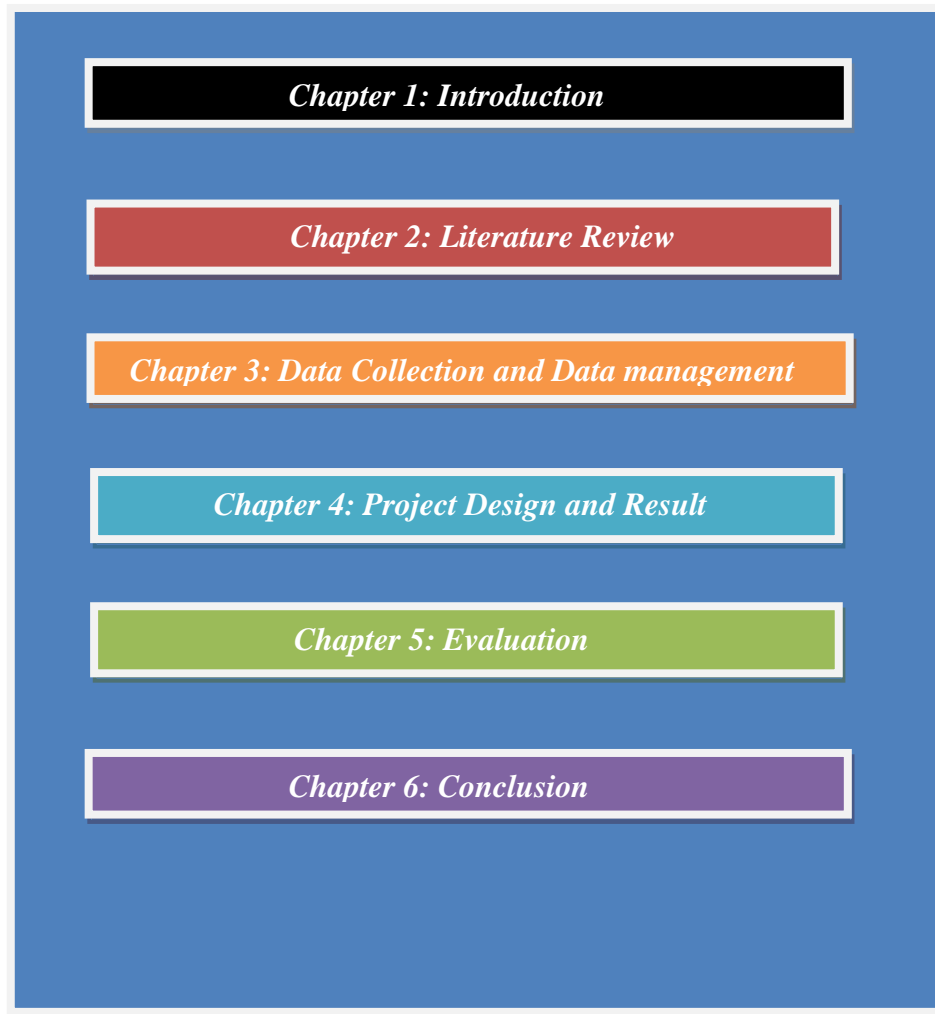 Chapter 1: Introduction
Chapter 2: Literature Review
Chapter 3: Data Collection and Data management
Chapter 4: Project Design and Result
Chapter 5: Evaluation
Chapter 6: Conclusion